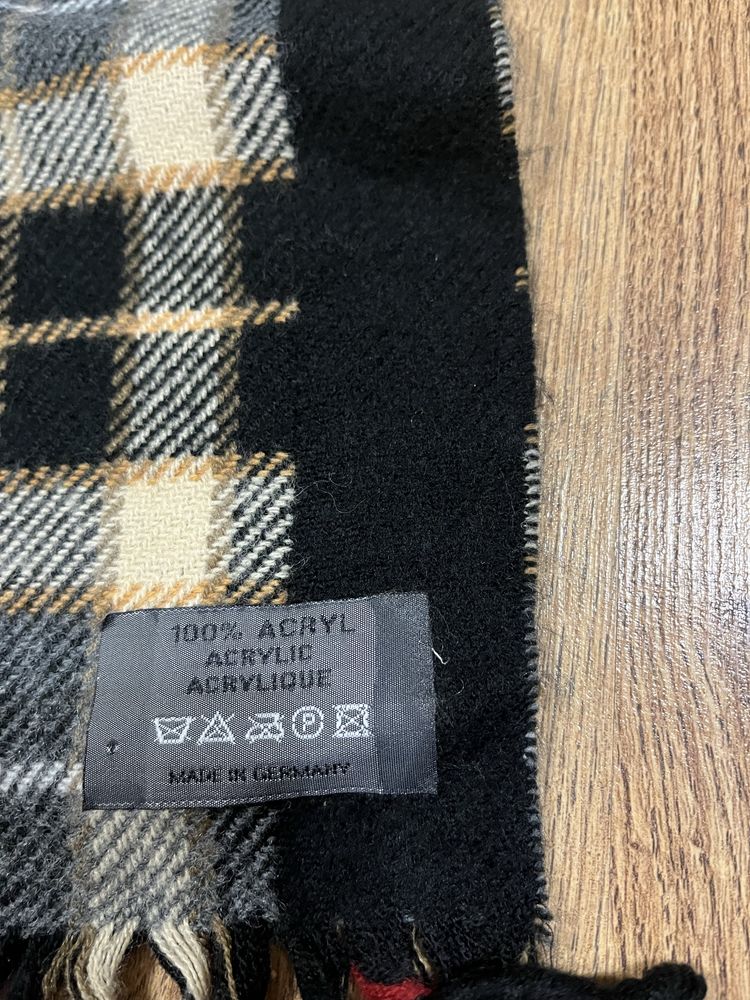 100% ACRYL
ACRYLIC
ACRYLIQUE
P
MADE IN GERMANY